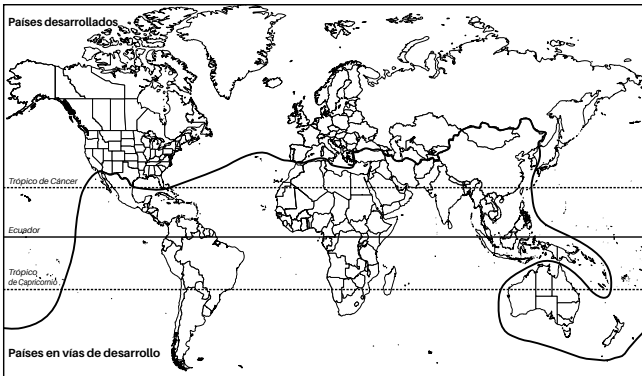 Países desarrollados
Trópico de Cáncer
Ecuador
Trópico
de Capricornio
Países en vías de desarrollo